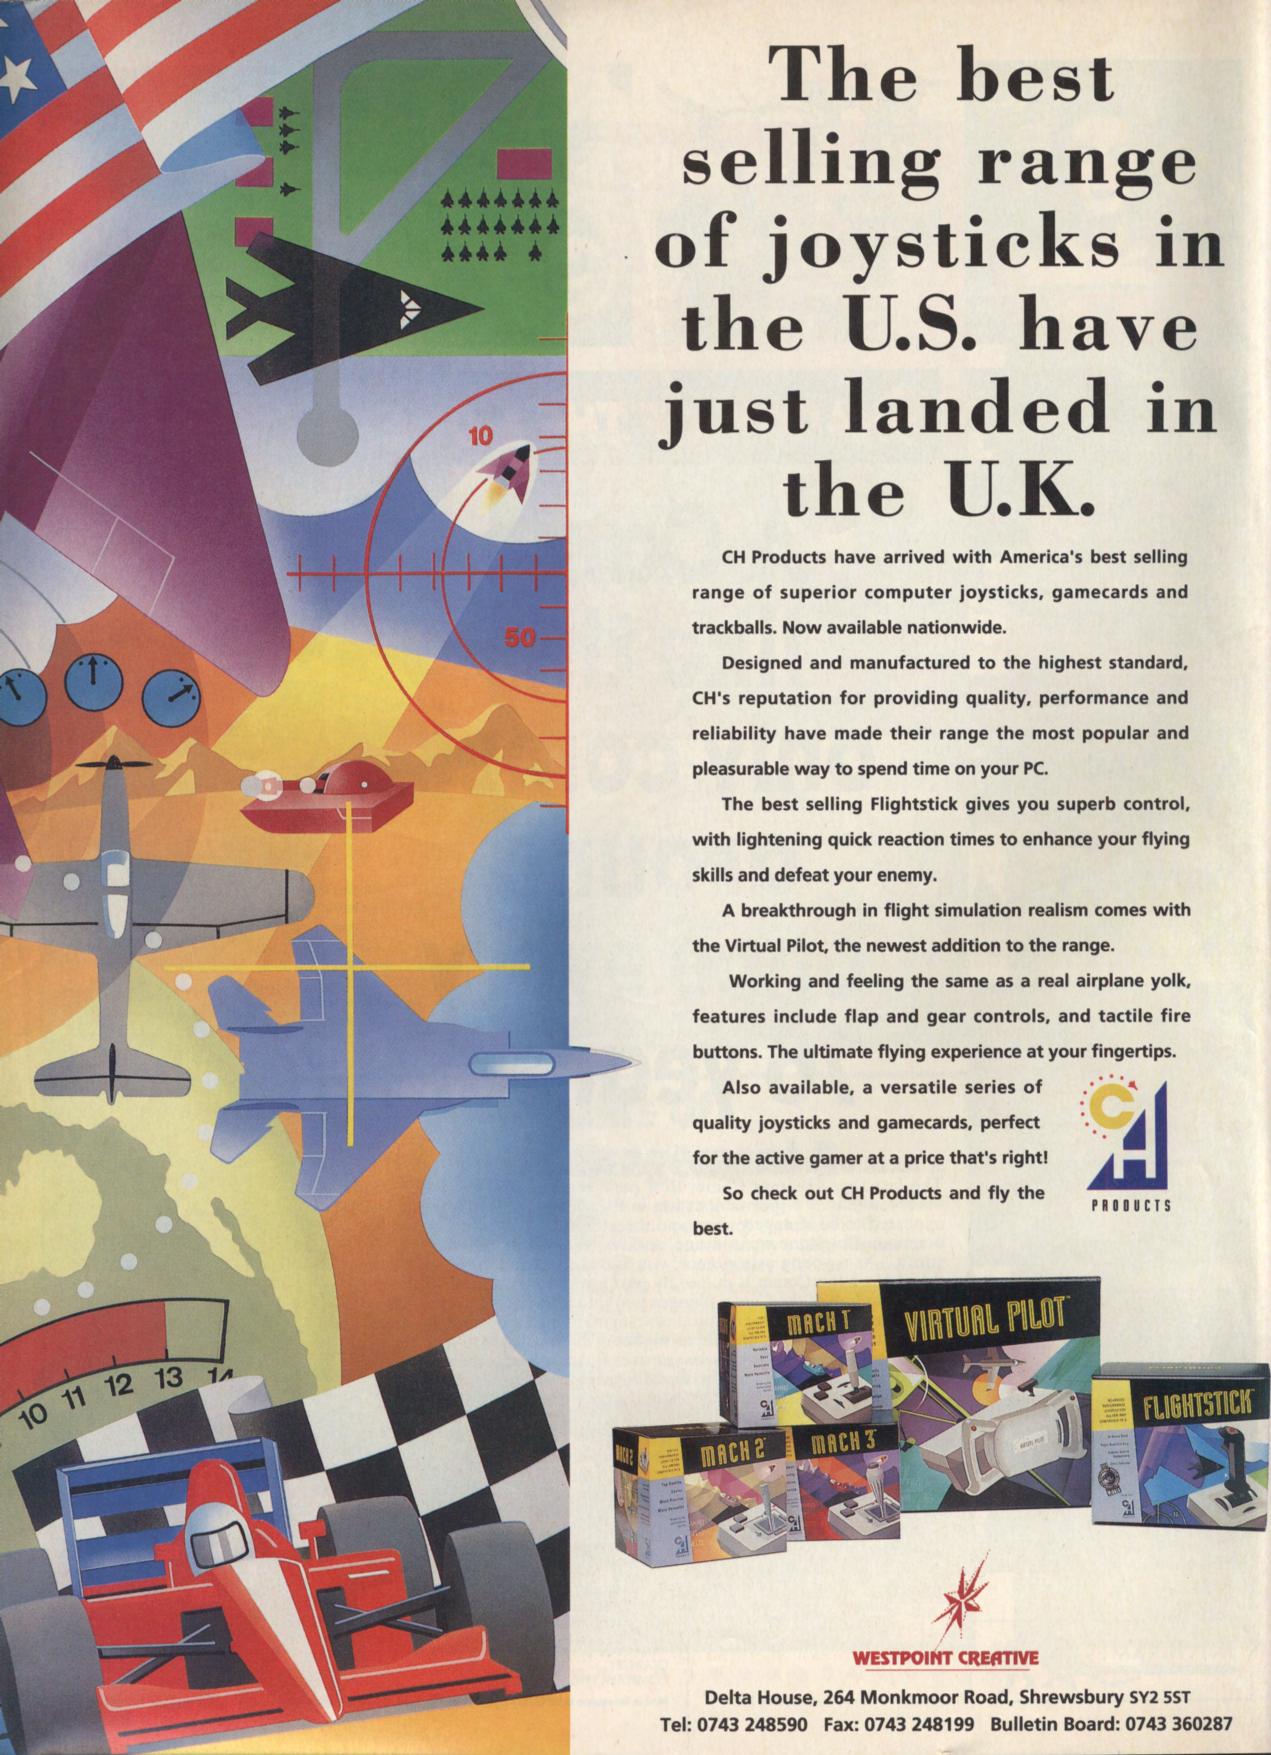 The best
selling range
of joysticks in
the U.S. have
just landed in
the U.K.
CH Products have arrived with America's best selling
range of superior computer joysticks, gamecards and
trackballs. Now available nationwide.
Designed and manufactured to the highest standard,
CH's reputation for providing quality, performance and
reliability have made their range the most popular and
pleasurable way to spend time on your PC.
The best selling Flightstick gives you superb control,
with lightening quick reaction times to enhance your flying
skills and defeat your enemy.
A breakthrough in flight simulation realism comes with
the Virtual Pilot, the newest addition to the range.
Working and feeling the same as a real airplane yolk,
features include flap and gear controls, and tactile fire
buttons. The ultimate flying experience at your fingertips.
Also available, a versatile series of
quality joysticks and gamecards, perfect
for the active gamer at a price that's right!
So check out CH Products and fly the
best.
CH
PRODUCTS
10
50
10 11 12 13 14
MACH 1™
VIRTUAL PILOT™
FLIGHTSTICK™
MACH 2
MACH 2™
MACH 3™
WESTPOINT CREATIVE
Delta House, 264 Monkmoor Road, Shrewsbury SY2 5ST
Tel: 0743 248590 Fax: 0743 248199 Bulletin Board: 0743 360287